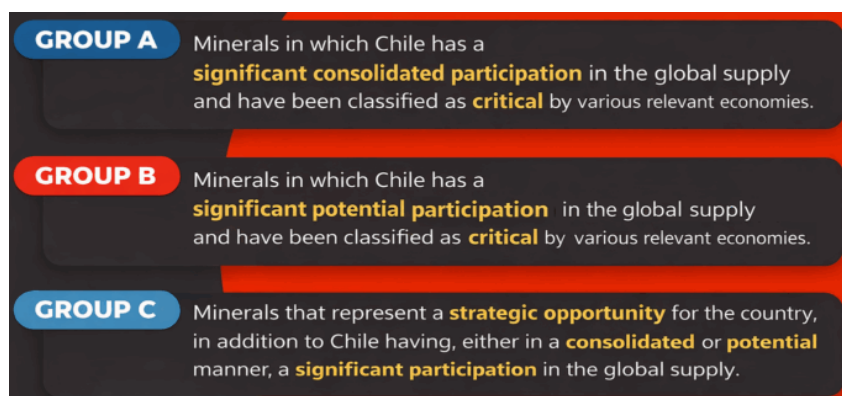 GROUP A
Minerals in which Chile has a
significant consolidated participation in the global supply
and have been classified as critical by various relevant economies.
GROUP B
Minerals in which Chile has a
significant potential participation in the global supply
and have been classified as critical by various relevant economies.
GROUP C
Minerals that represent a strategic opportunity for the country,
in addition to Chile having, either in a consolidated or potential
manner, a significant participation in the global supply.